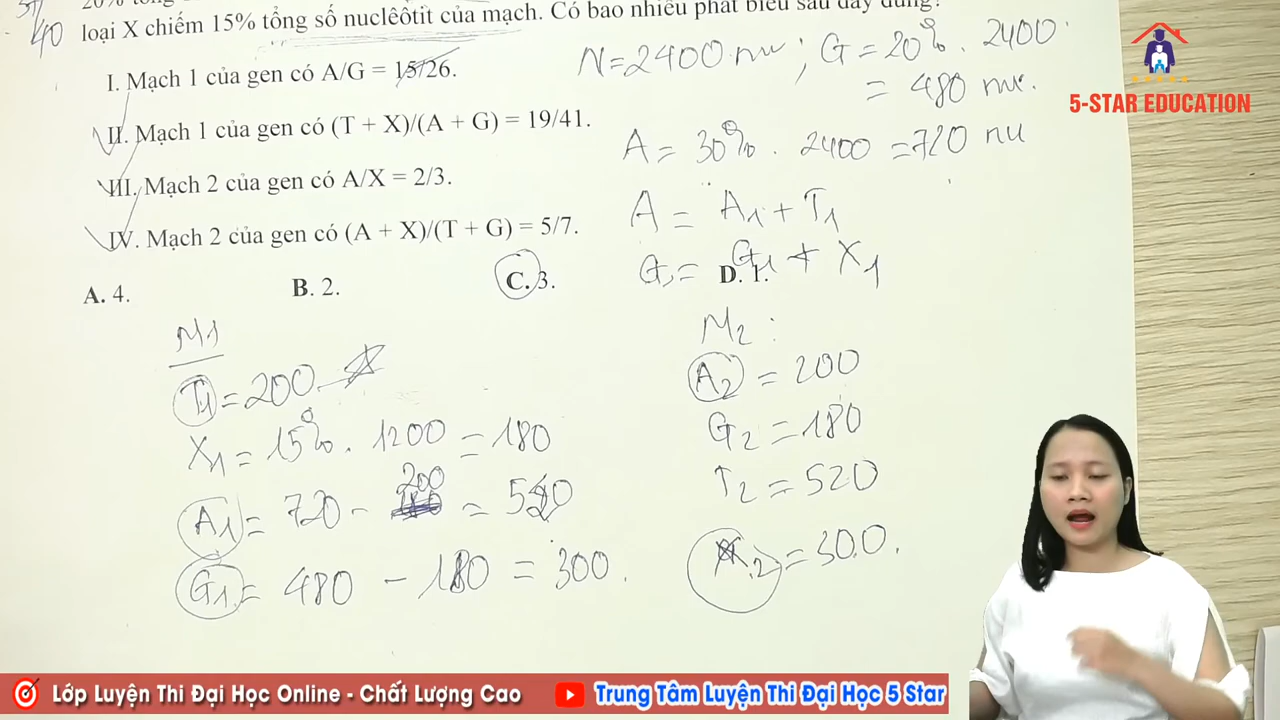 20% tổng
loại X chiếm 15% tổng số nuclêôtit của mạch. Có bao nhiêu phát biểu sau đây đúng?
40
I. Mạch 1 của gen có A/G = 15/26.
II. Mạch 1 của gen có (T + X)/(A + G) = 19/41.
III. Mạch 2 của gen có A/X = 2/3.
IV. Mạch 2 của gen có (A + X)/(T + G) = 5/7.
A. 4. B. 2. C. 3. D. 1.
N=2400 nu ; G = 20% . 2400
= 480 nu.
A = 30% . 2400 = 720 nu
A = A1 + T1
G = G1 + X1
M1
T1 = 200
X1 = 15% . 1200 = 180
A1 = 720 - 200 = 520
G1 = 480 - 180 = 300.
M2 :
A2 = 200
G2 = 180
T2 = 520
X2 = 300.
5-STAR EDUCATION
Lớp Luyện Thi Đại Học Online - Chất Lượng Cao
Trung Tâm Luyện Thi Đại Học 5 Star